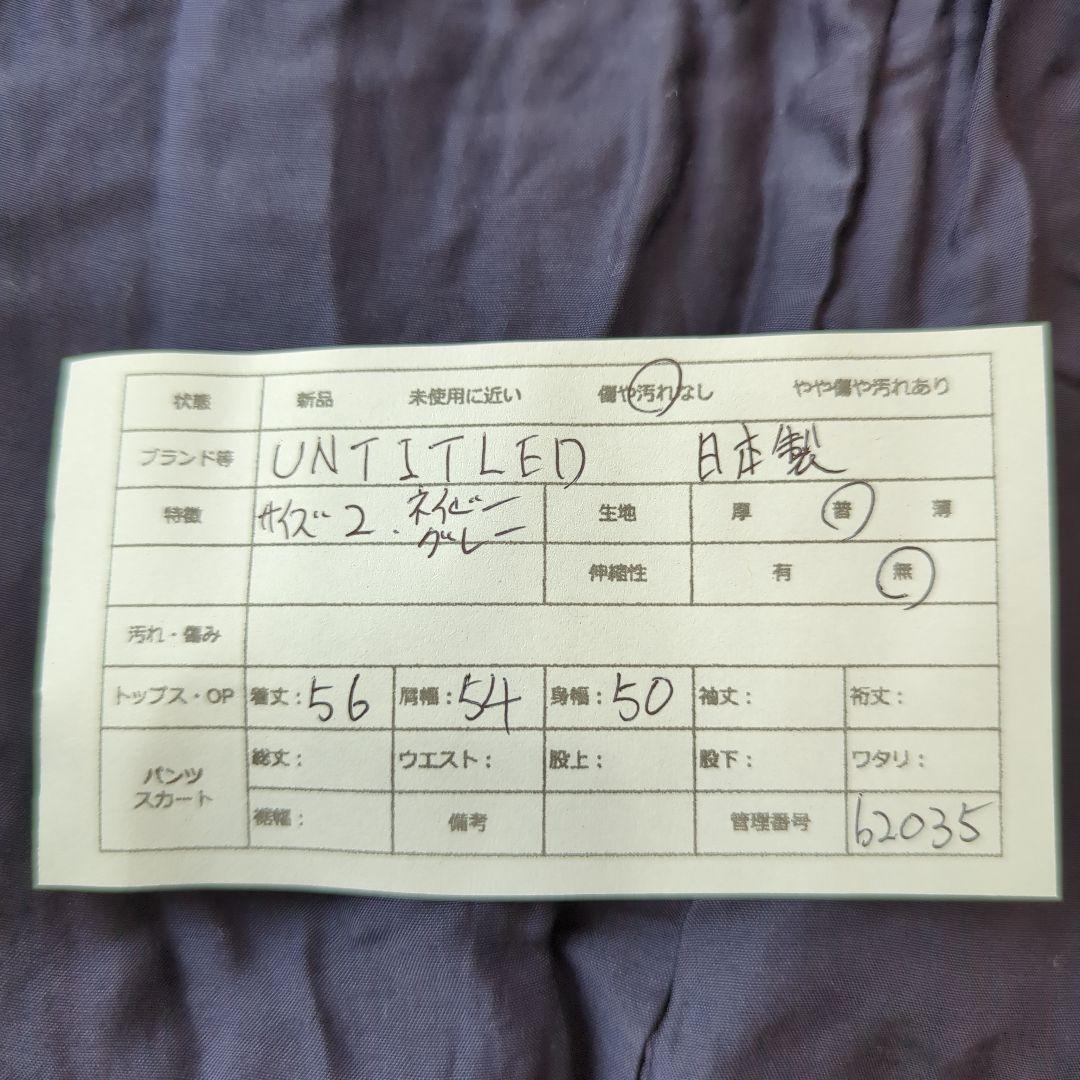 状態 新品 未使用に近い 傷や汚れなし やや傷や汚れあり
ブランド等 UNTITLED 日本製
特徴 サイズ2・ネイビー グレー 生地 厚 普 薄
伸縮性 有 無
汚れ・傷み
トップス・OP 着丈:56 肩幅:54 身幅:50 袖丈: 裄丈:
パンツ スカート 総丈: ウエスト: 股上: 股下: ワタリ:
裾幅: 備考 管理番号 62035